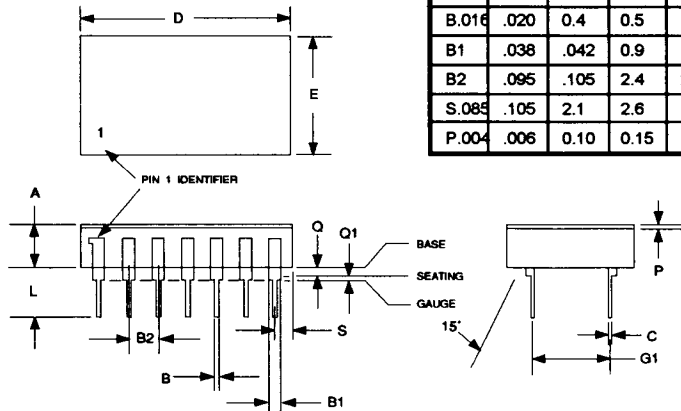 D
E
1
PIN 1 IDENTIFIER
B.016 .020 0.4 0.5
B1 .038 .042 0.9
B2 .095 .105 2.4
S.085 .105 2.1 2.6
P.004 .006 0.10 0.15
A
L
Q
Q1
BASE
SEATING
GAUGE
S
B2
B
B1
P
15°
C
G1